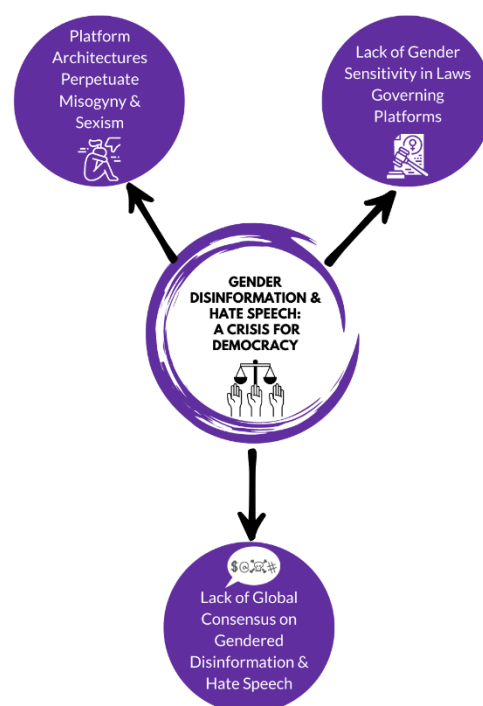 Platform
Architectures
Perpetuate
Misogyny &
Sexism
Lack of Gender
Sensitivity in Laws
Governing
Platforms
GENDER
DISINFORMATION &
HATE SPEECH:
A CRISIS FOR
DEMOCRACY
$@☠#
Lack of Global
Consensus on
Gendered
Disinformation &
Hate Speech